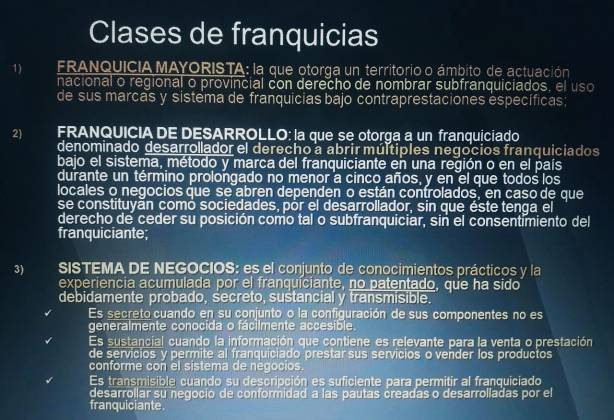 Clases de franquicias
1) FRANQUICIA MAYORISTA: la que otorga un territorio o ámbito de actuación
nacional o regional o provincial con derecho de nombrar subfranquiciados, el uso
de sus marcas y sistema de franquicias bajo contraprestaciones específicas;
2) FRANQUICIA DE DESARROLLO: la que se otorga a un franquiciado
denominado desarrollador el derecho a abrir múltiples negocios franquiciados
bajo el sistema, método y marca del franquiciante en una región o en el país
durante un término prolongado no menor a cinco años, y en el que todos los
locales o negocios que se abren dependen o están controlados, en caso de que
se constituyan como sociedades, por el desarrollador, sin que éste tenga el
derecho de ceder su posición como tal o subfranquiciar, sin el consentimiento del
franquiciante;
3) SISTEMA DE NEGOCIOS: es el conjunto de conocimientos prácticos y la
experiencia acumulada por el franquiciante, no patentado, que ha sido
debidamente probado, secreto, sustancial y transmisible.
✓ Es secreto cuando en su conjunto o la configuración de sus componentes no es
generalmente conocida o fácilmente accesible.
✓ Es sustancial cuando la información que contiene es relevante para la venta o prestación
de servicios y permite al franquiciado prestar sus servicios o vender los productos
conforme con el sistema de negocios.
✓ Es transmisible cuando su descripción es suficiente para permitir al franquiciado
desarrollar su negocio de conformidad a las pautas creadas o desarrolladas por el
franquiciante.